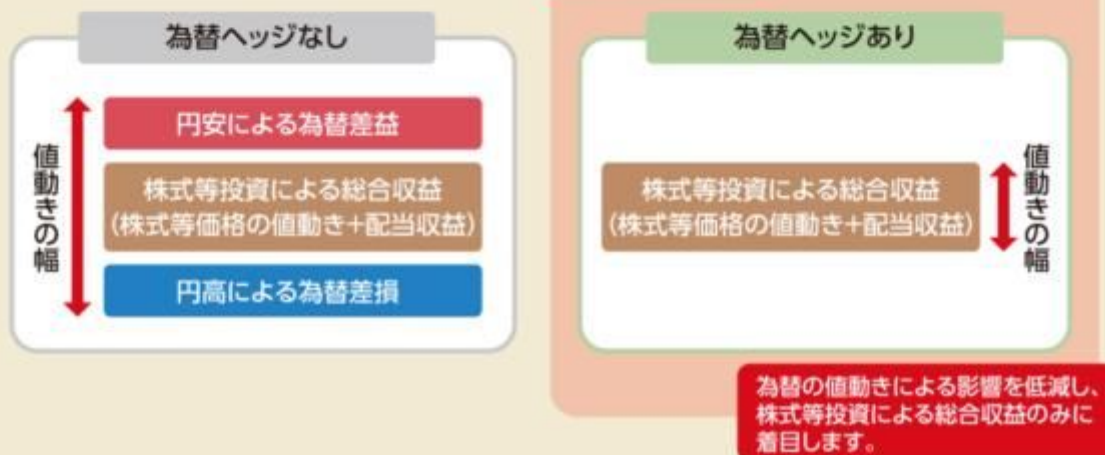 為替ヘッジなし
値動きの幅
円安による為替差益
株式等投資による総合収益
(株式等価格の値動き+配当収益)
円高による為替差損
為替ヘッジあり
株式等投資による総合収益
(株式等価格の値動き+配当収益)
値動きの幅
為替の値動きによる影響を低減し、
株式等投資による総合収益のみに
着目します。